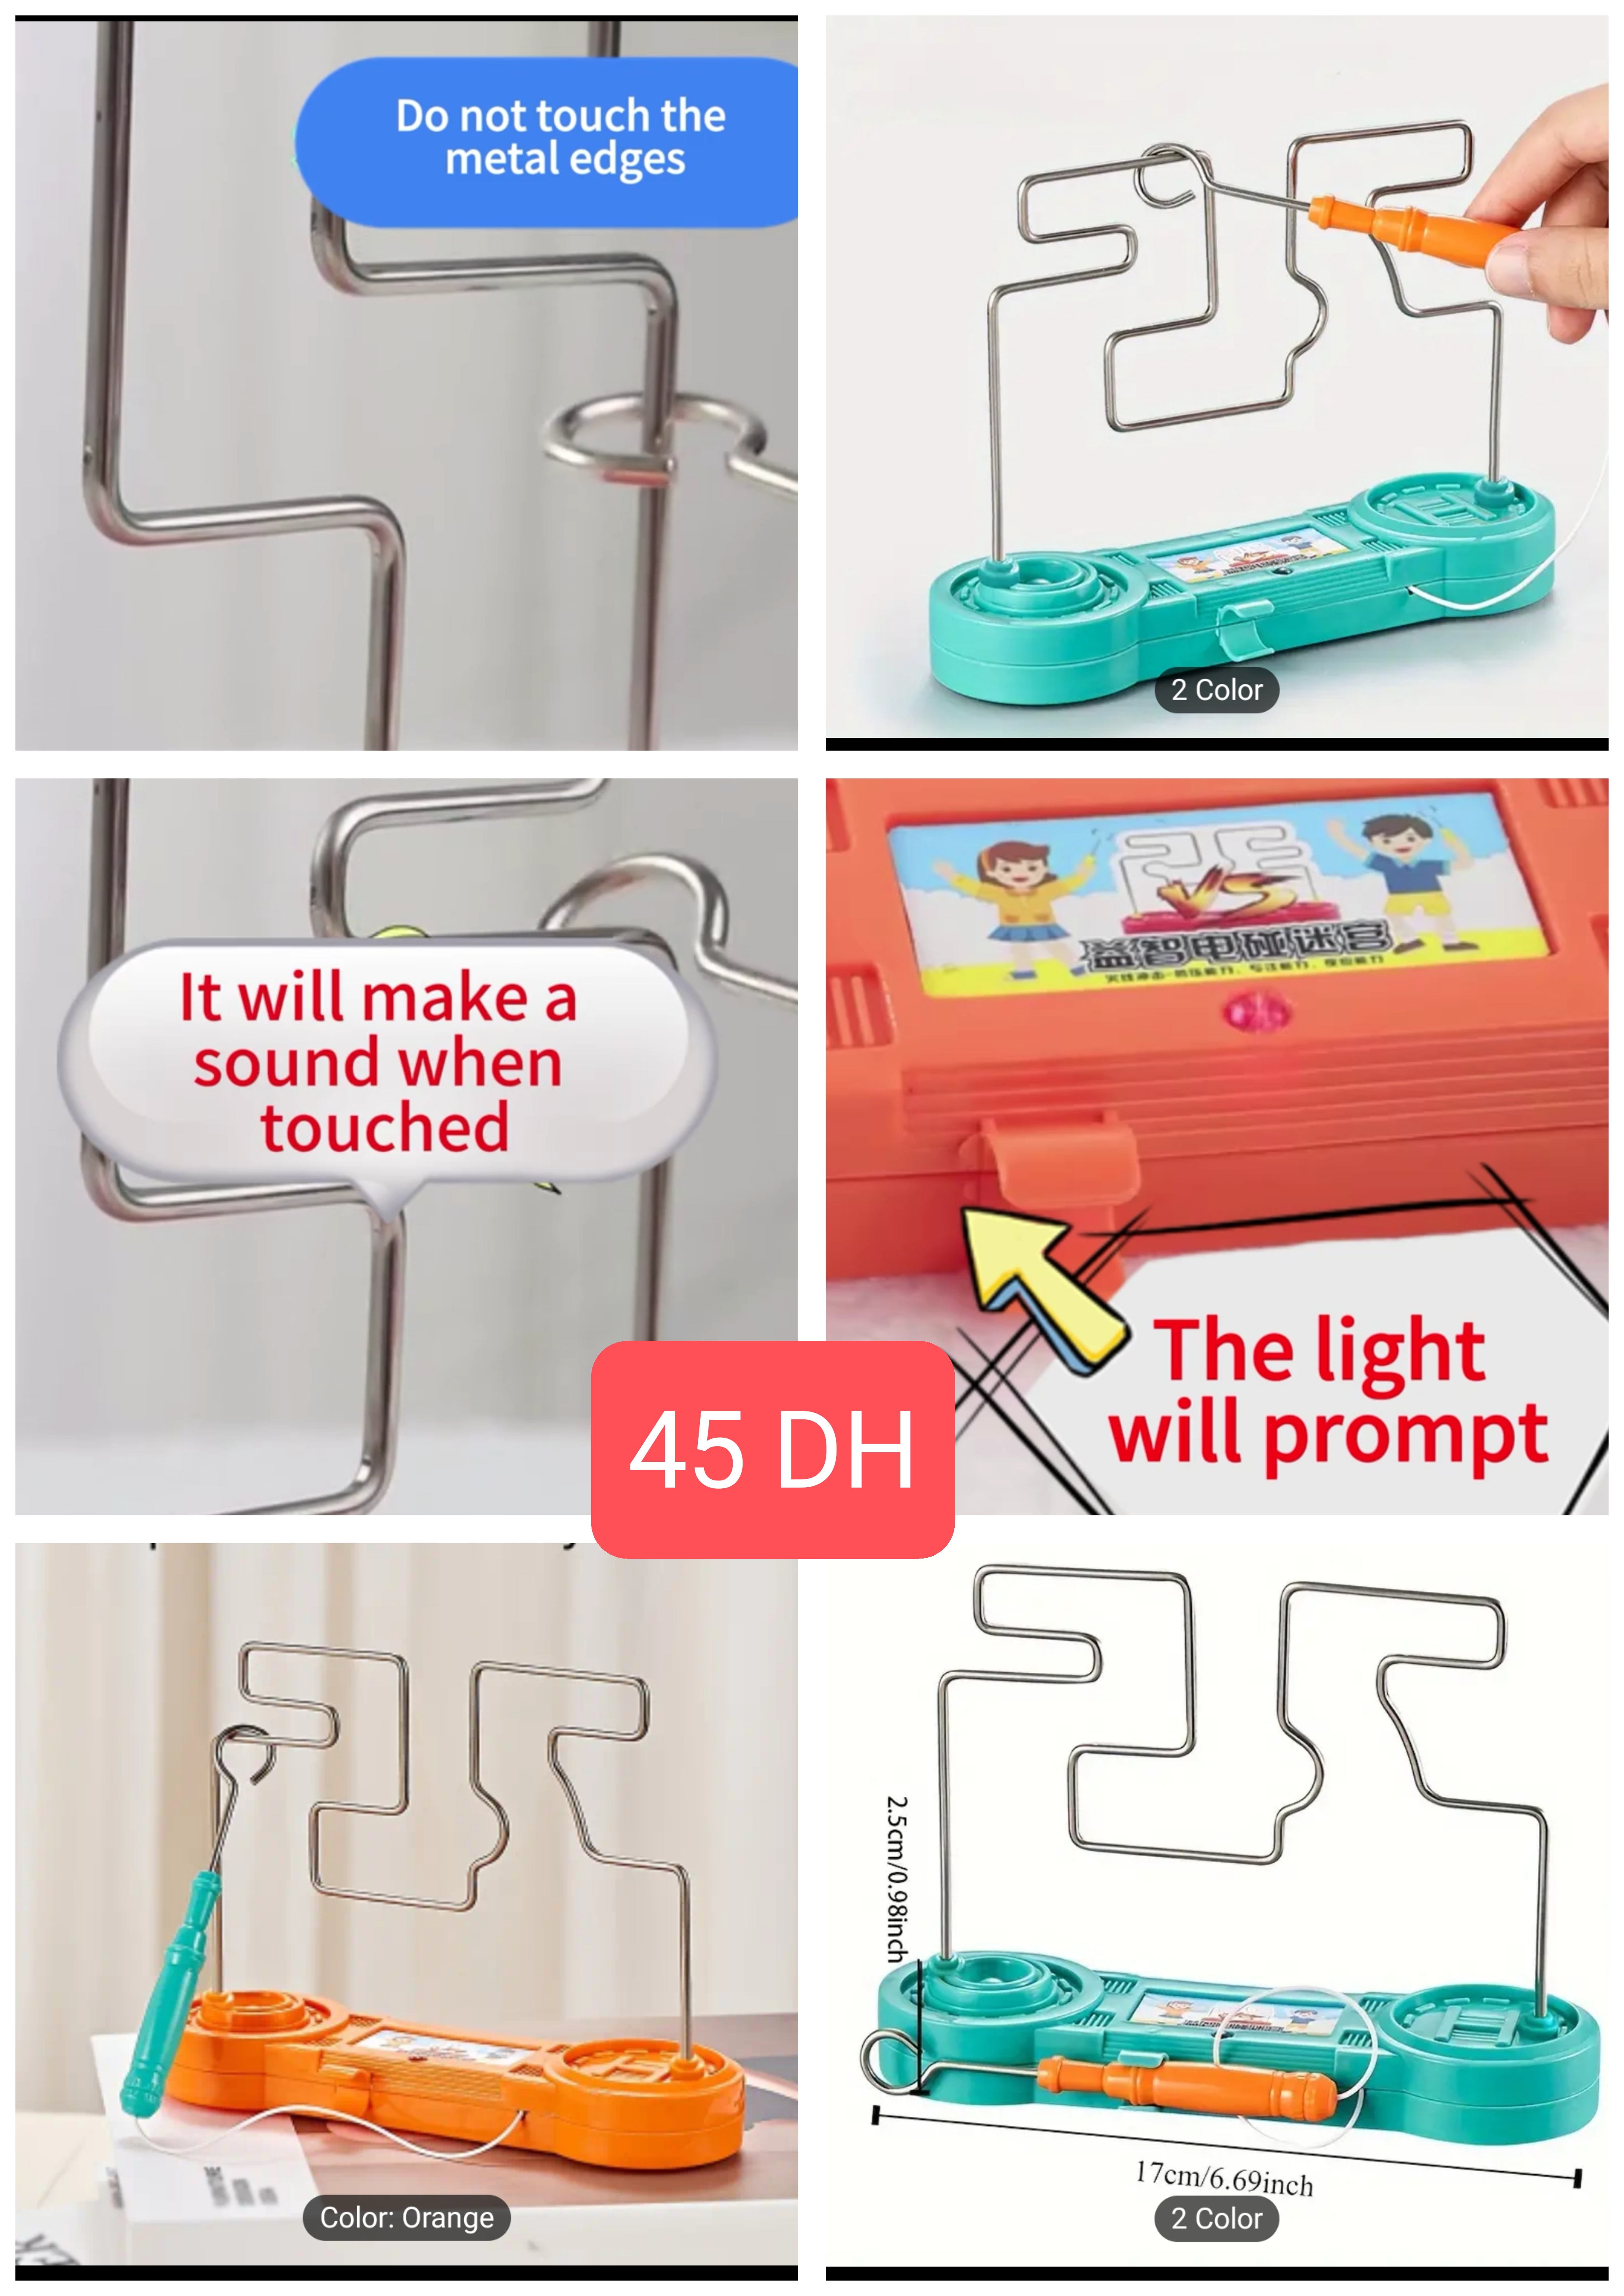 Do not touch the
metal edges
2 Color
It will make a
sound when
touched
VS
益智电碰迷宫
The light
will prompt
45 DH
Color: Orange
2.5cm/0.98inch
17cm/6.69inch
2 Color